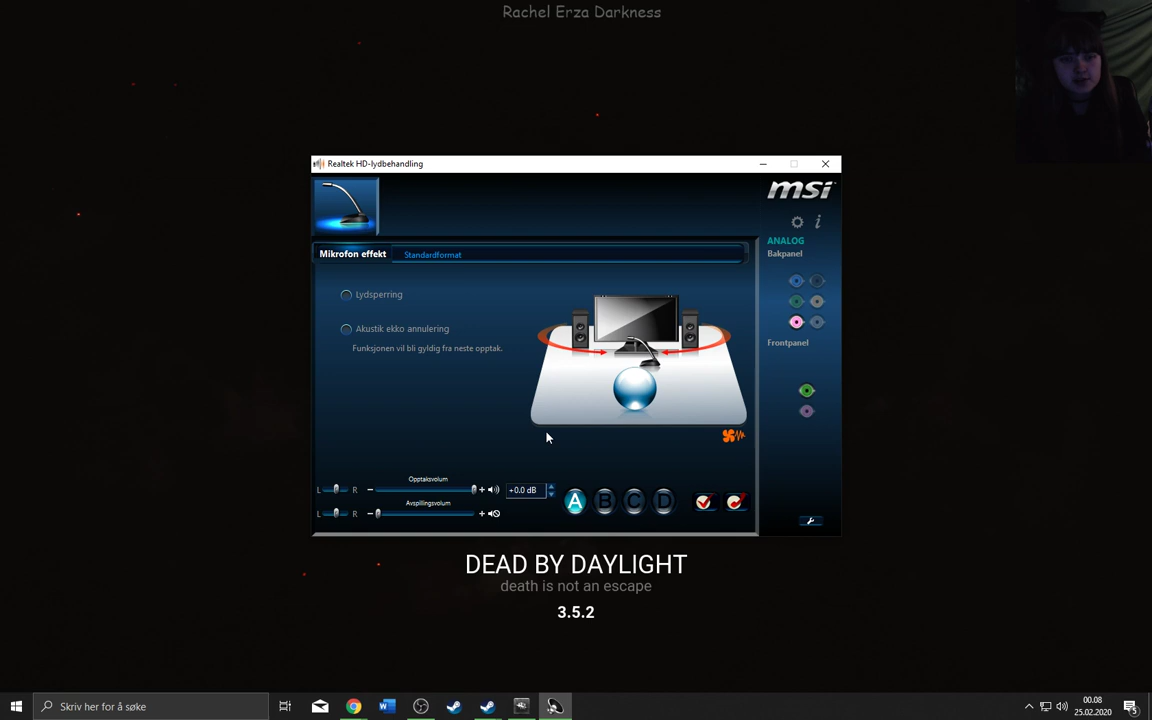 Rachel Erza Darkness
Realtek HD-lydbehandling
msi
i
ANALOG
Bakpanel
Mikrofon effekt
Standardformat
Lydsperring
Akustik ekko annulering
Funksjonen vil bli gyldig fra neste opptak.
Frontpanel
Opptaksvolum
L R
+0.0 dB
A B C D
Avspillingsvolum
L R
DEAD BY DAYLIGHT
death is not an escape
3.5.2
Skriv her for å søke
00.08
25.02.2020
5